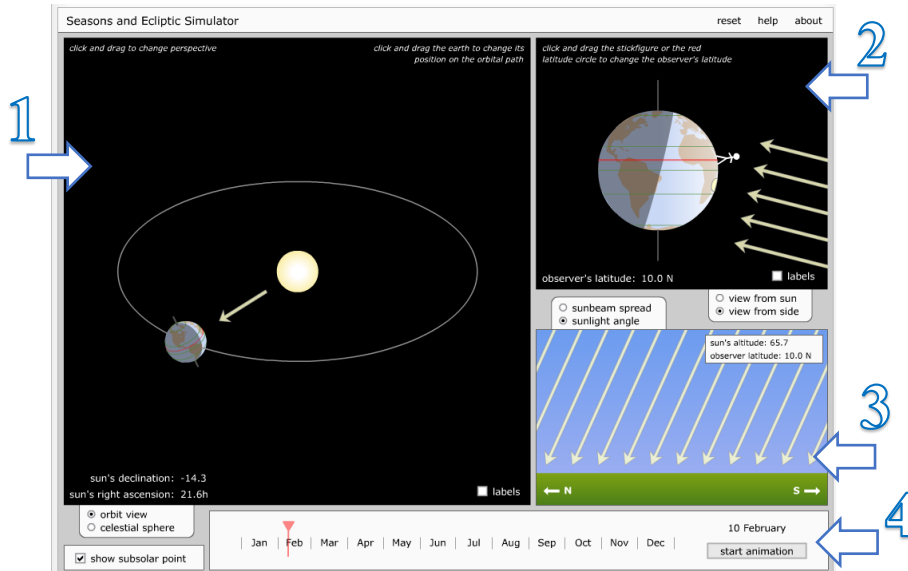 Seasons and Ecliptic Simulator
reset help about
1
click and drag to change perspective
click and drag the earth to change its
position on the orbital path
sun's declination: -14.3
sun's right ascension: 21.6h
labels
orbit view
celestial sphere
show subsolar point
2
click and drag the stickfigure or the red
latitude circle to change the observer's latitude
observer's latitude: 10.0 N
labels
view from sun
view from side
sunbeam spread
sunlight angle
3
sun's altitude: 65.7
observer latitude: 10.0 N
N
S
4
Jan Feb Mar Apr May Jun Jul Aug Sep Oct Nov Dec
10 February
start animation